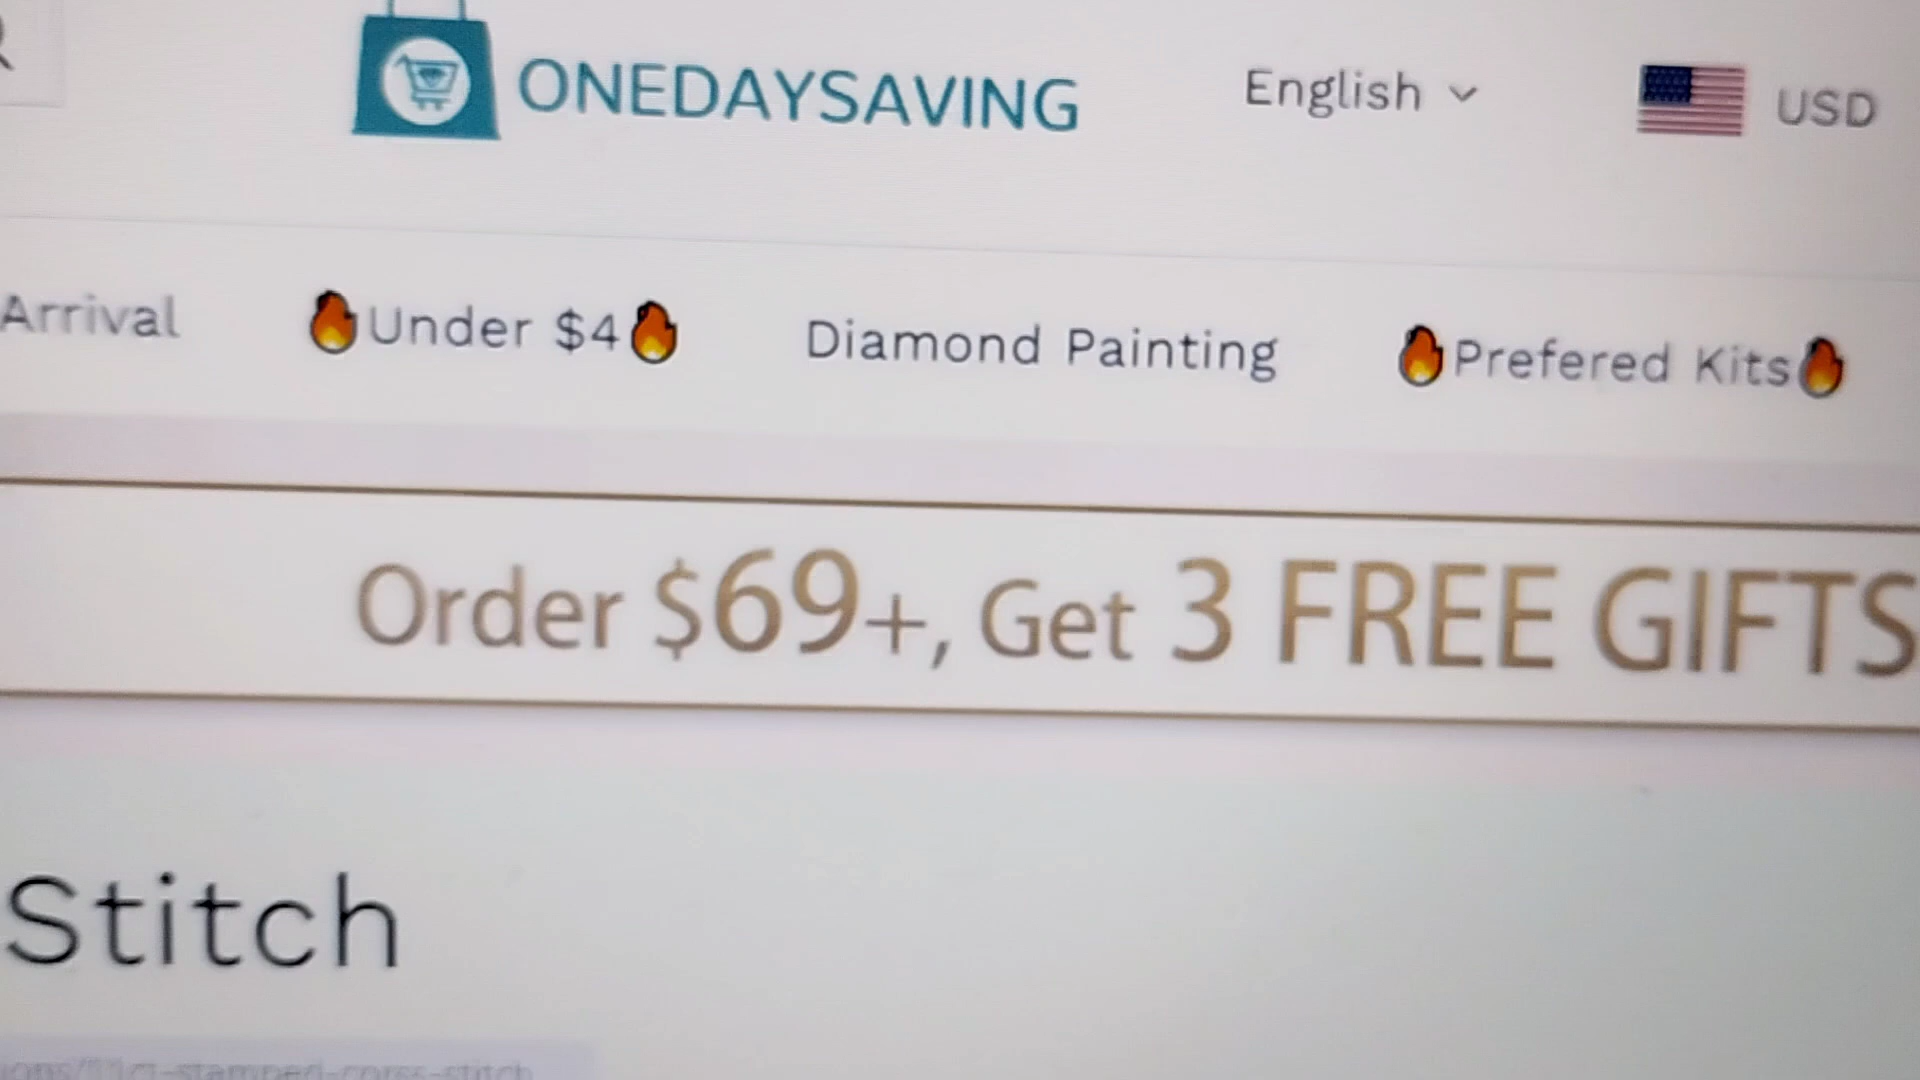 ONEDAYSAVING
English
USD
Arrival
🔥Under $4🔥
Diamond Painting
🔥Prefered Kits🔥
Order $69+, Get 3 FREE GIFTS
Stitch